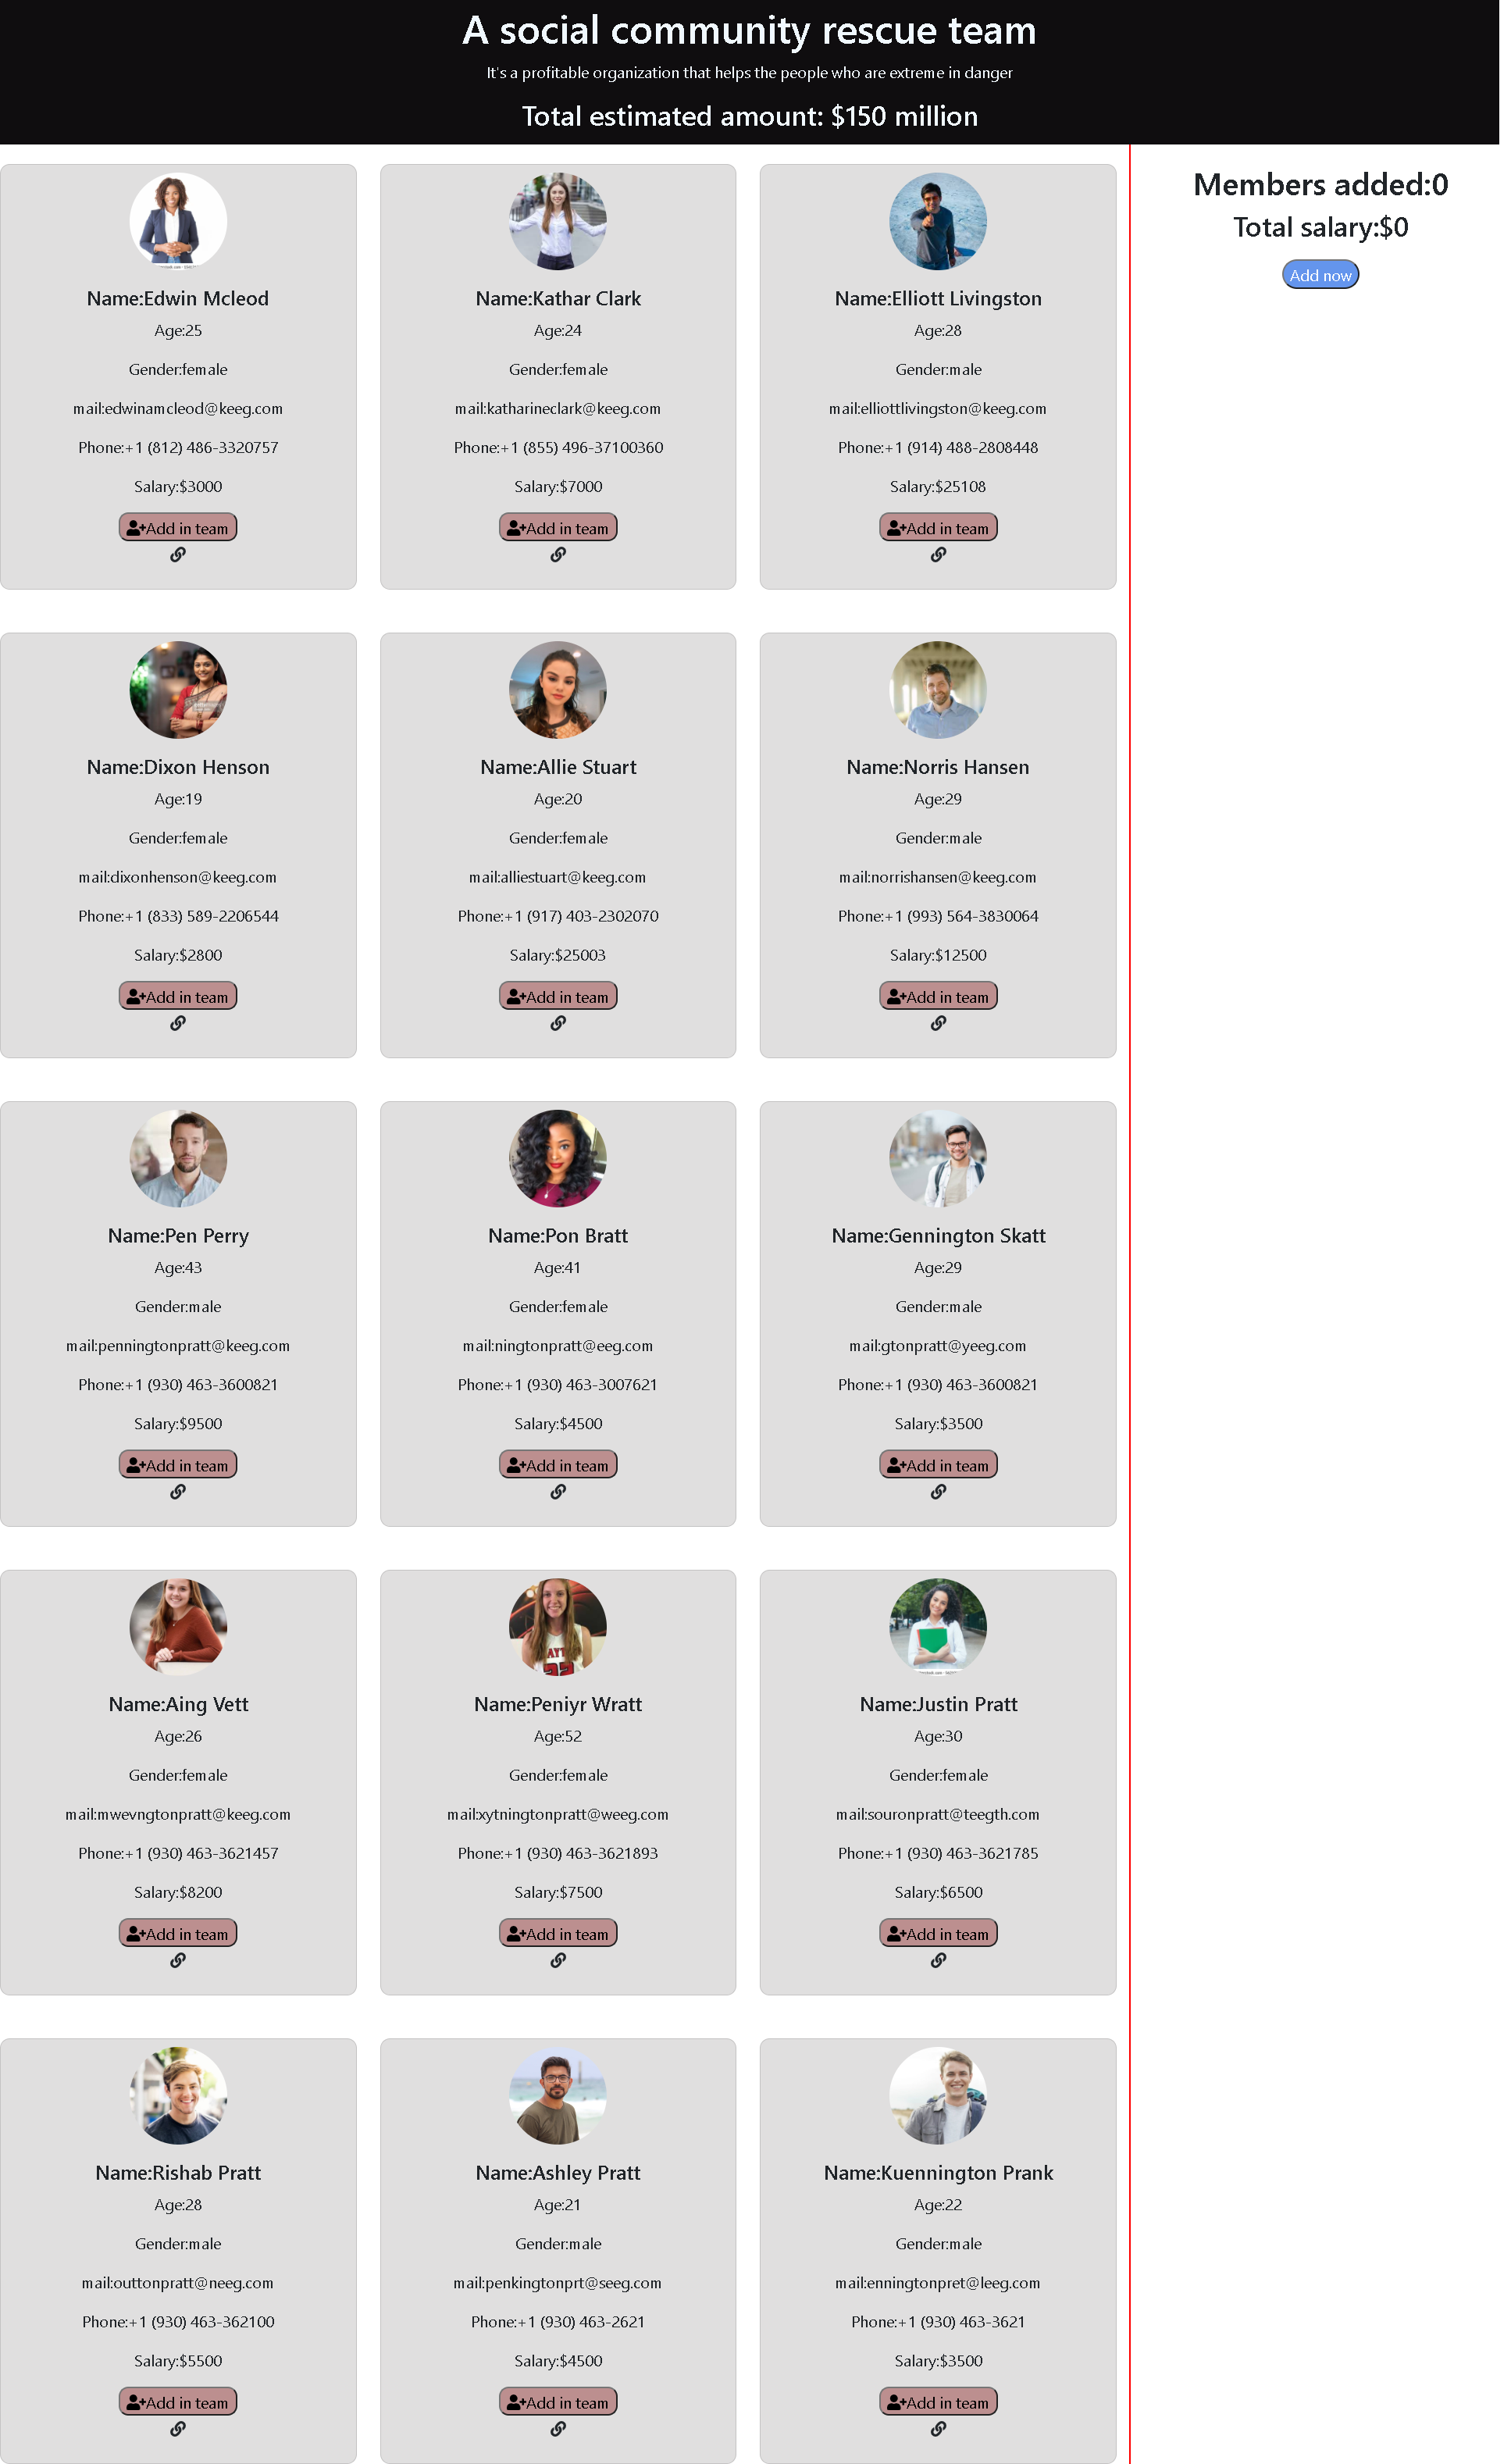 A social community rescue team
It's a profitable organization that helps the people who are extreme in danger
Total estimated amount: $150 million
Name:Edwin Mcleod
Age:25
Gender:female
mail:edwinamcleod@keeg.com
Phone:+1 (812) 486-3320757
Salary:$3000
Add in team
Name:Kathar Clark
Age:24
Gender:female
mail:katharineclark@keeg.com
Phone:+1 (855) 496-37100360
Salary:$7000
Add in team
Name:Elliott Livingston
Age:28
Gender:male
mail:elliottlivingston@keeg.com
Phone:+1 (914) 488-2808448
Salary:$25108
Add in team
Name:Dixon Henson
Age:19
Gender:female
mail:dixonhenson@keeg.com
Phone:+1 (833) 589-2206544
Salary:$2800
Add in team
Name:Allie Stuart
Age:20
Gender:female
mail:alliestuart@keeg.com
Phone:+1 (917) 403-2302070
Salary:$25003
Add in team
Name:Norris Hansen
Age:29
Gender:male
mail:norrishansen@keeg.com
Phone:+1 (993) 564-3830064
Salary:$12500
Add in team
Name:Pen Perry
Age:43
Gender:male
mail:penningtonpratt@keeg.com
Phone:+1 (930) 463-3600821
Salary:$9500
Add in team
Name:Pon Bratt
Age:41
Gender:female
mail:ningtonpratt@eeg.com
Phone:+1 (930) 463-3007621
Salary:$4500
Add in team
Name:Gennington Skatt
Age:29
Gender:male
mail:gtonpratt@yeeg.com
Phone:+1 (930) 463-3600821
Salary:$3500
Add in team
Name:Aing Vett
Age:26
Gender:female
mail:mwevngtonpratt@keeg.com
Phone:+1 (930) 463-3621457
Salary:$8200
Add in team
Name:Peniyr Wratt
Age:52
Gender:female
mail:xytningtonpratt@weeg.com
Phone:+1 (930) 463-3621893
Salary:$7500
Add in team
Name:Justin Pratt
Age:30
Gender:female
mail:souronpratt@teegth.com
Phone:+1 (930) 463-3621785
Salary:$6500
Add in team
Name:Rishab Pratt
Age:28
Gender:male
mail:outtonpratt@neeg.com
Phone:+1 (930) 463-362100
Salary:$5500
Add in team
Name:Ashley Pratt
Age:21
Gender:male
mail:penkingtonprt@seeg.com
Phone:+1 (930) 463-2621
Salary:$4500
Add in team
Name:Kuennington Prank
Age:22
Gender:male
mail:enningtonpret@leeg.com
Phone:+1 (930) 463-3621
Salary:$3500
Add in team
Members added:0
Total salary:$0
Add now